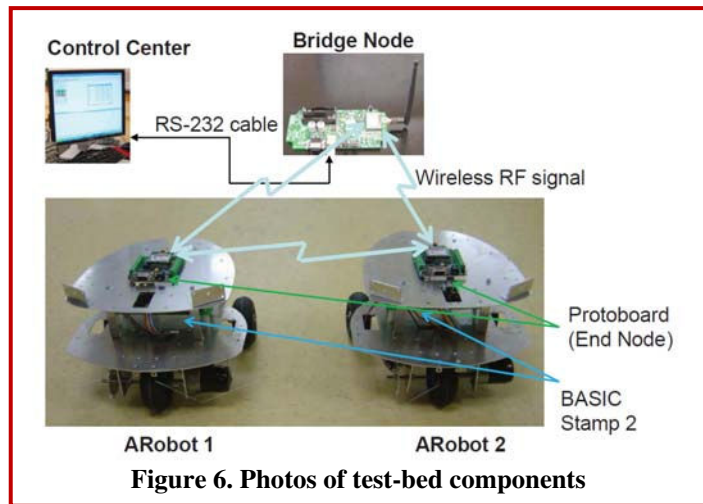 Control Center
Bridge Node
RS-232 cable
Wireless RF signal
Protoboard
(End Node)
BASIC
Stamp 2
ARobot 1
ARobot 2
Figure 6. Photos of test-bed components